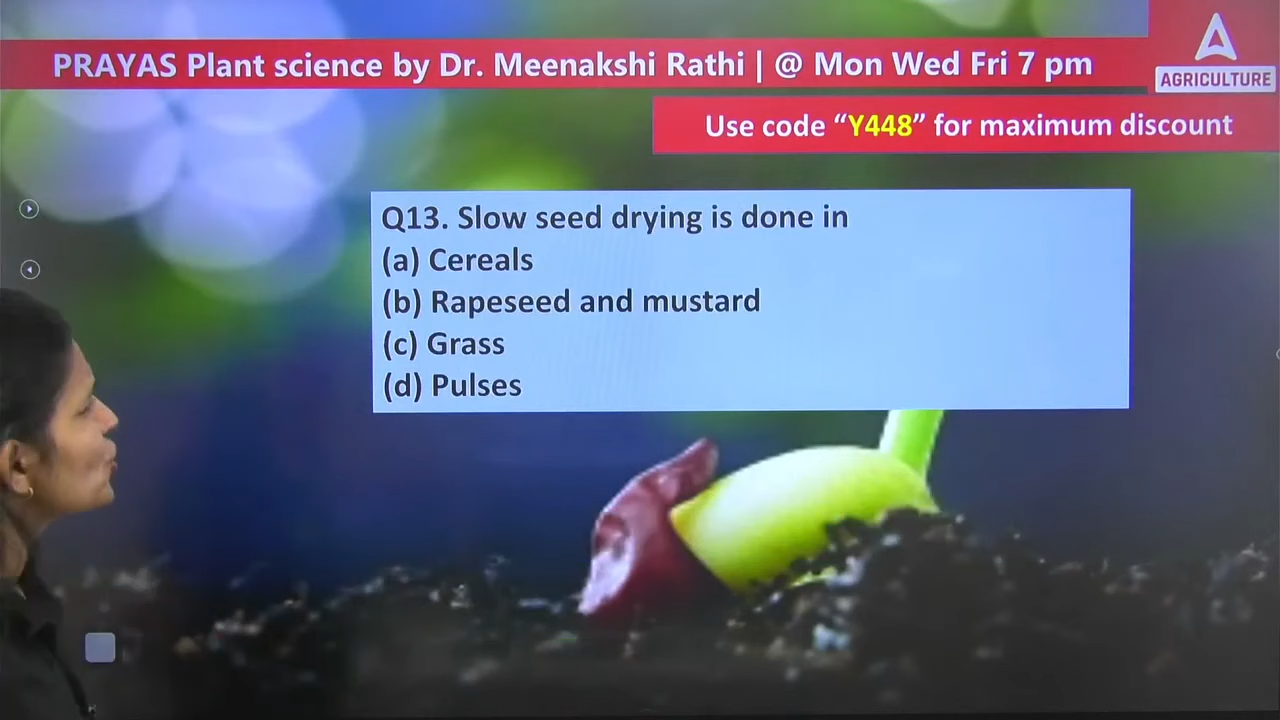 PRAYAS Plant science by Dr. Meenakshi Rathi | @ Mon Wed Fri 7 pm
AGRICULTURE
Use code “Y448” for maximum discount
Q13. Slow seed drying is done in
(a) Cereals
(b) Rapeseed and mustard
(c) Grass
(d) Pulses